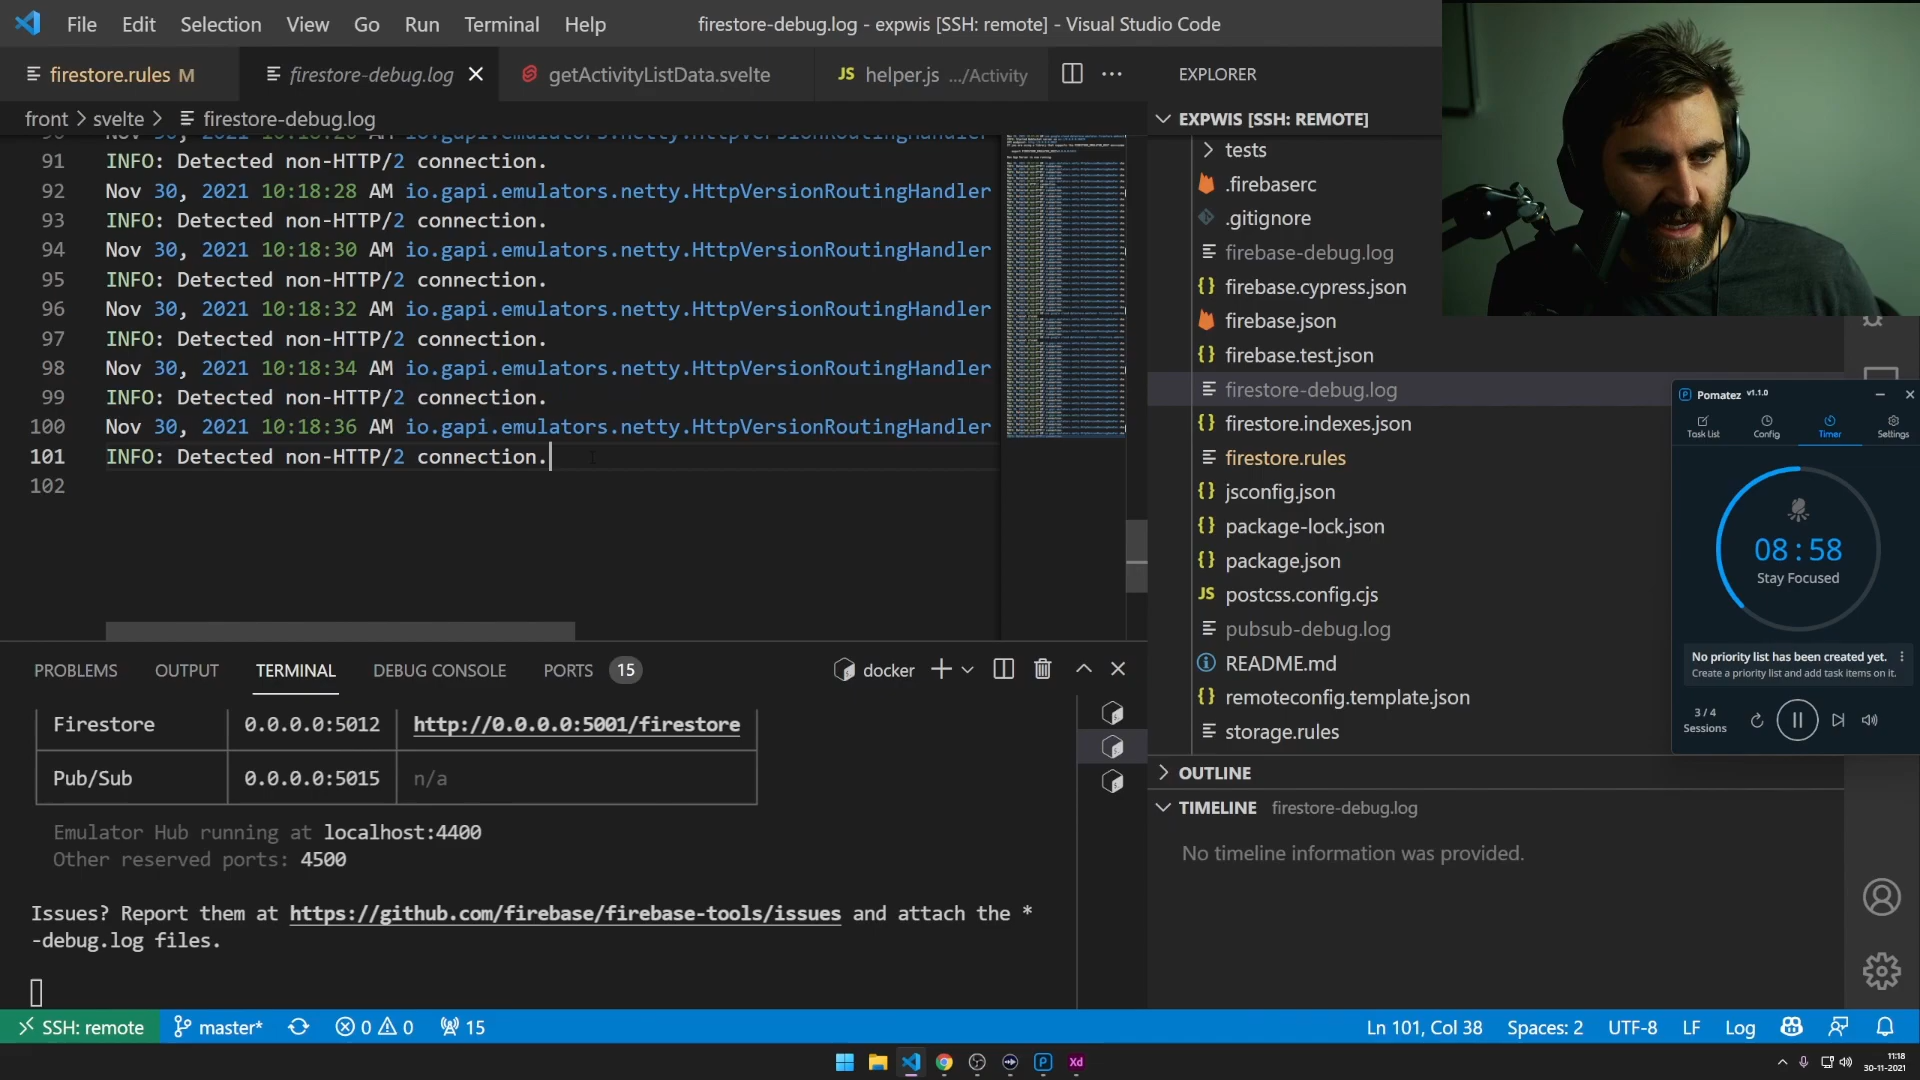 File Edit Selection View Go Run Terminal Help
firestore-debug.log - expwis [SSH: remote] - Visual Studio Code
firestore.rules M
firestore-debug.log
getActivityListData.svelte
JS helper.js .../Activity
front > svelte > firestore-debug.log
91 INFO: Detected non-HTTP/2 connection.
92 Nov 30, 2021 10:18:28 AM io.gapi.emulators.netty.HttpVersionRoutingHandler
93 INFO: Detected non-HTTP/2 connection.
94 Nov 30, 2021 10:18:30 AM io.gapi.emulators.netty.HttpVersionRoutingHandler
95 INFO: Detected non-HTTP/2 connection.
96 Nov 30, 2021 10:18:32 AM io.gapi.emulators.netty.HttpVersionRoutingHandler
97 INFO: Detected non-HTTP/2 connection.
98 Nov 30, 2021 10:18:34 AM io.gapi.emulators.netty.HttpVersionRoutingHandler
99 INFO: Detected non-HTTP/2 connection.
100 Nov 30, 2021 10:18:36 AM io.gapi.emulators.netty.HttpVersionRoutingHandler
101 INFO: Detected non-HTTP/2 connection.
102
PROBLEMS OUTPUT TERMINAL DEBUG CONSOLE PORTS 15
docker
Firestore 0.0.0.0:5012 http://0.0.0.0:5001/firestore
Pub/Sub 0.0.0.0:5015 n/a
Emulator Hub running at localhost:4400
Other reserved ports: 4500
Issues? Report them at https://github.com/firebase/firebase-tools/issues and attach the *
-debug.log files.
EXPLORER
EXPWIS [SSH: REMOTE]
tests
.firebaserc
.gitignore
firebase-debug.log
{} firebase.cypress.json
firebase.json
{} firebase.test.json
firestore-debug.log
{} firestore.indexes.json
firestore.rules
{} jsconfig.json
{} package-lock.json
{} package.json
JS postcss.config.cjs
pubsub-debug.log
README.md
{} remoteconfig.template.json
storage.rules
OUTLINE
TIMELINE firestore-debug.log
No timeline information was provided.
Pomatez v1.1.0
Task List Config Timer Settings
08 : 58
Stay Focused
No priority list has been created yet.
Create a priority list and add task items on it.
3 / 4
Sessions
SSH: remote master* 0 0 15
Ln 101, Col 38 Spaces: 2 UTF-8 LF Log
P Xd
11:18
30-11-2021